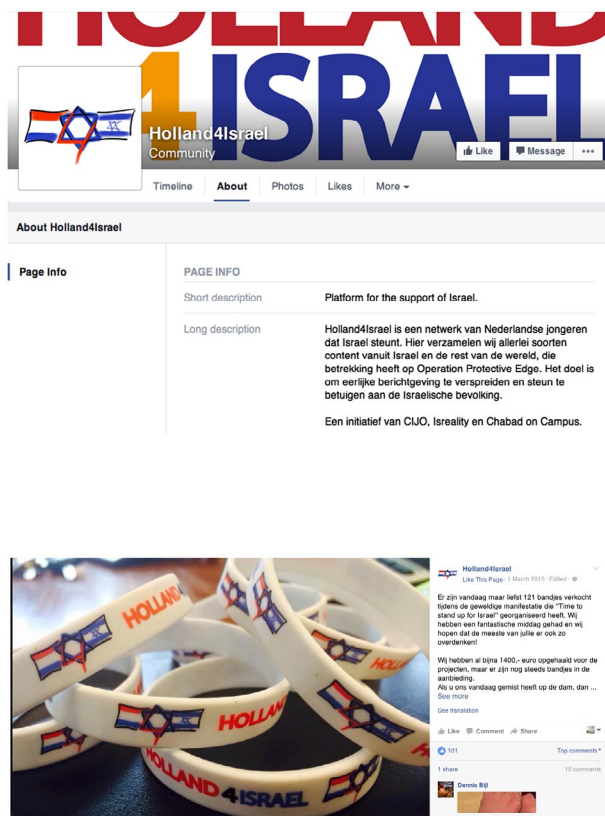 HOLLAND
4ISRAEL
Holland4Israel
Community
Like
Message
Timeline
About
Photos
Likes
More
About Holland4Israel
Page Info
PAGE INFO
Short description
Platform for the support of Israel.
Long description
Holland4Israel is een netwerk van Nederlandse jongeren
dat Israel steunt. Hier verzamelen wij allerlei soorten
content vanuit Israel en de rest van de wereld, die
betrekking heeft op Operation Protective Edge. Het doel is
om eerlijke berichtgeving te verspreiden en steun te
betuigen aan de Israelische bevolking.
Een initiatief van CIJO, Isreality en Chabad on Campus.
HOLLAND
HOLL
HOLLAN
HOLLAND 4 ISRAEL
Holland4Israel
Like This Page · 1 March 2015 · Edited ·
Er zijn vandaag maar liefst 121 bandjes verkocht
tijdens de geweldige manifestatie die "Time to
stand up for Israel" georganiseerd heeft. Wij
hebben een fantastische middag gehad en wij
hopen dat de meeste van jullie er ook zo
overdenken!
Wij hebben al bijna 1400,- euro opgehaald voor de
projecten, maar er zijn nog steeds bandjes in de
aanbieding.
Als u ons vandaag gemist heeft op de dam, dan ...
See more
See translation
Like
Comment
Share
101
Top comments
1 share
10 comments
Dennis Bijl